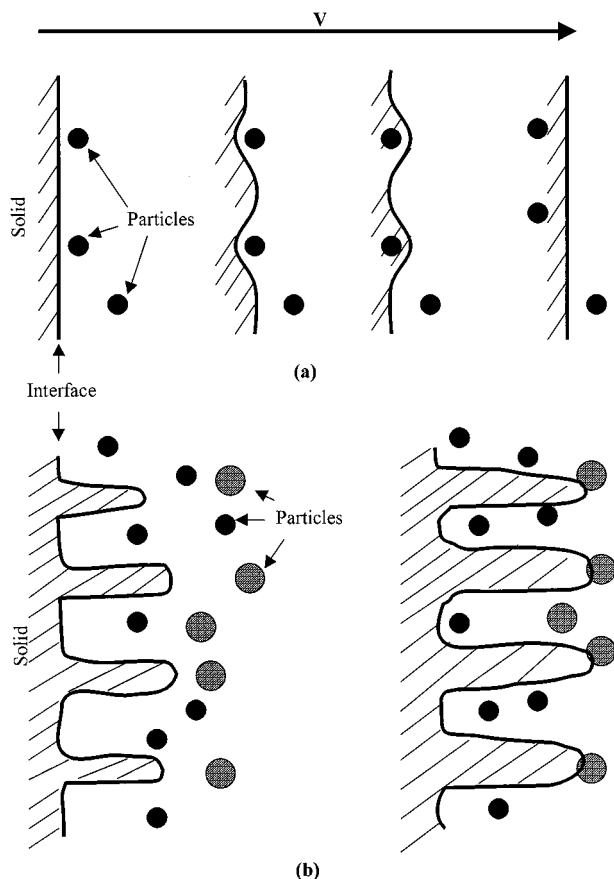 V
Solid
Particles
(a)
Interface
Particles
Solid
(b)